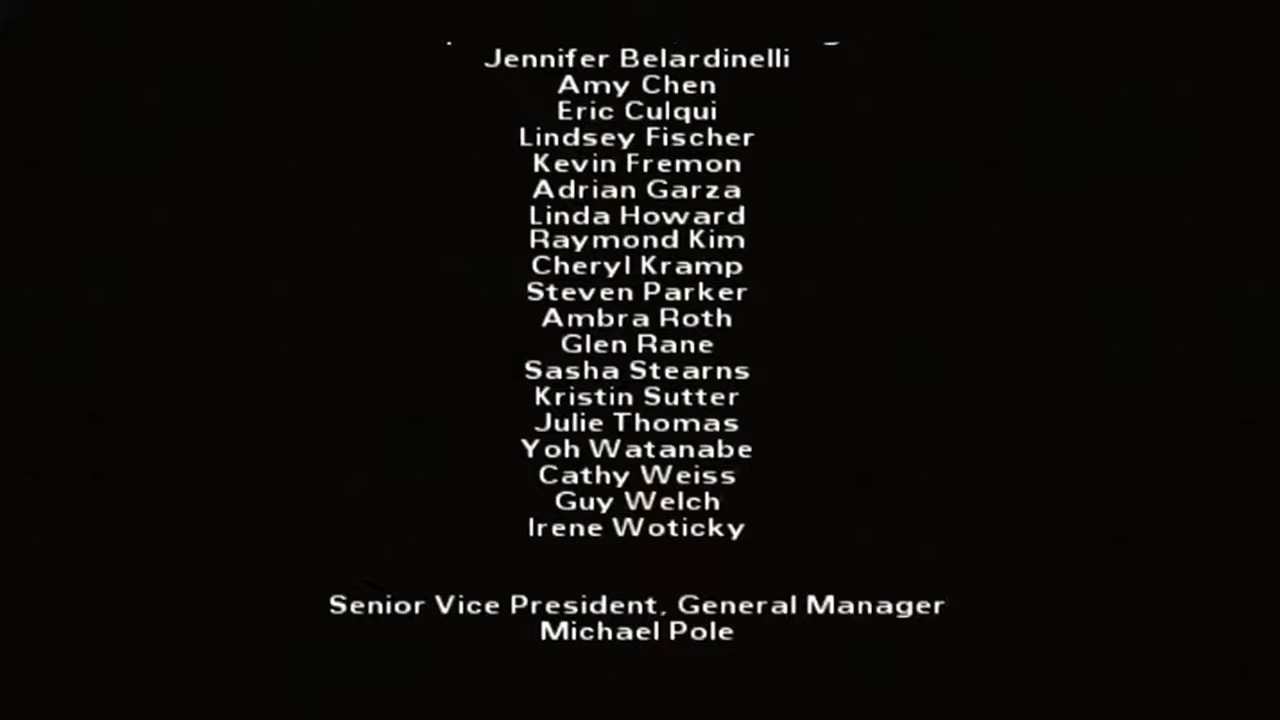 Jennifer Belardinelli
Amy Chen
Eric Culqui
Lindsey Fischer
Kevin Fremon
Adrian Garza
Linda Howard
Raymond Kim
Cheryl Kramp
Steven Parker
Ambra Roth
Glen Rane
Sasha Stearns
Kristin Sutter
Julie Thomas
Yoh Watanabe
Cathy Weiss
Guy Welch
Irene Woticky
Senior Vice President, General Manager
Michael Pole